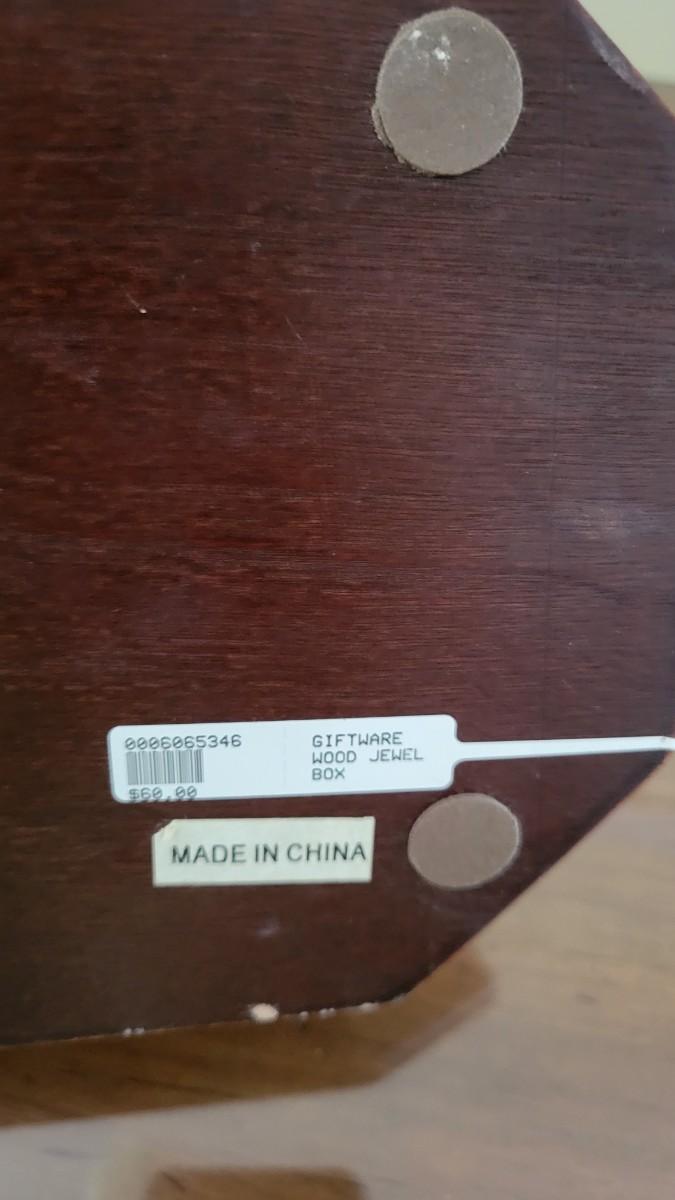 0006065346
$60.00
GIFTWARE
WOOD JEWEL
BOX
MADE IN CHINA